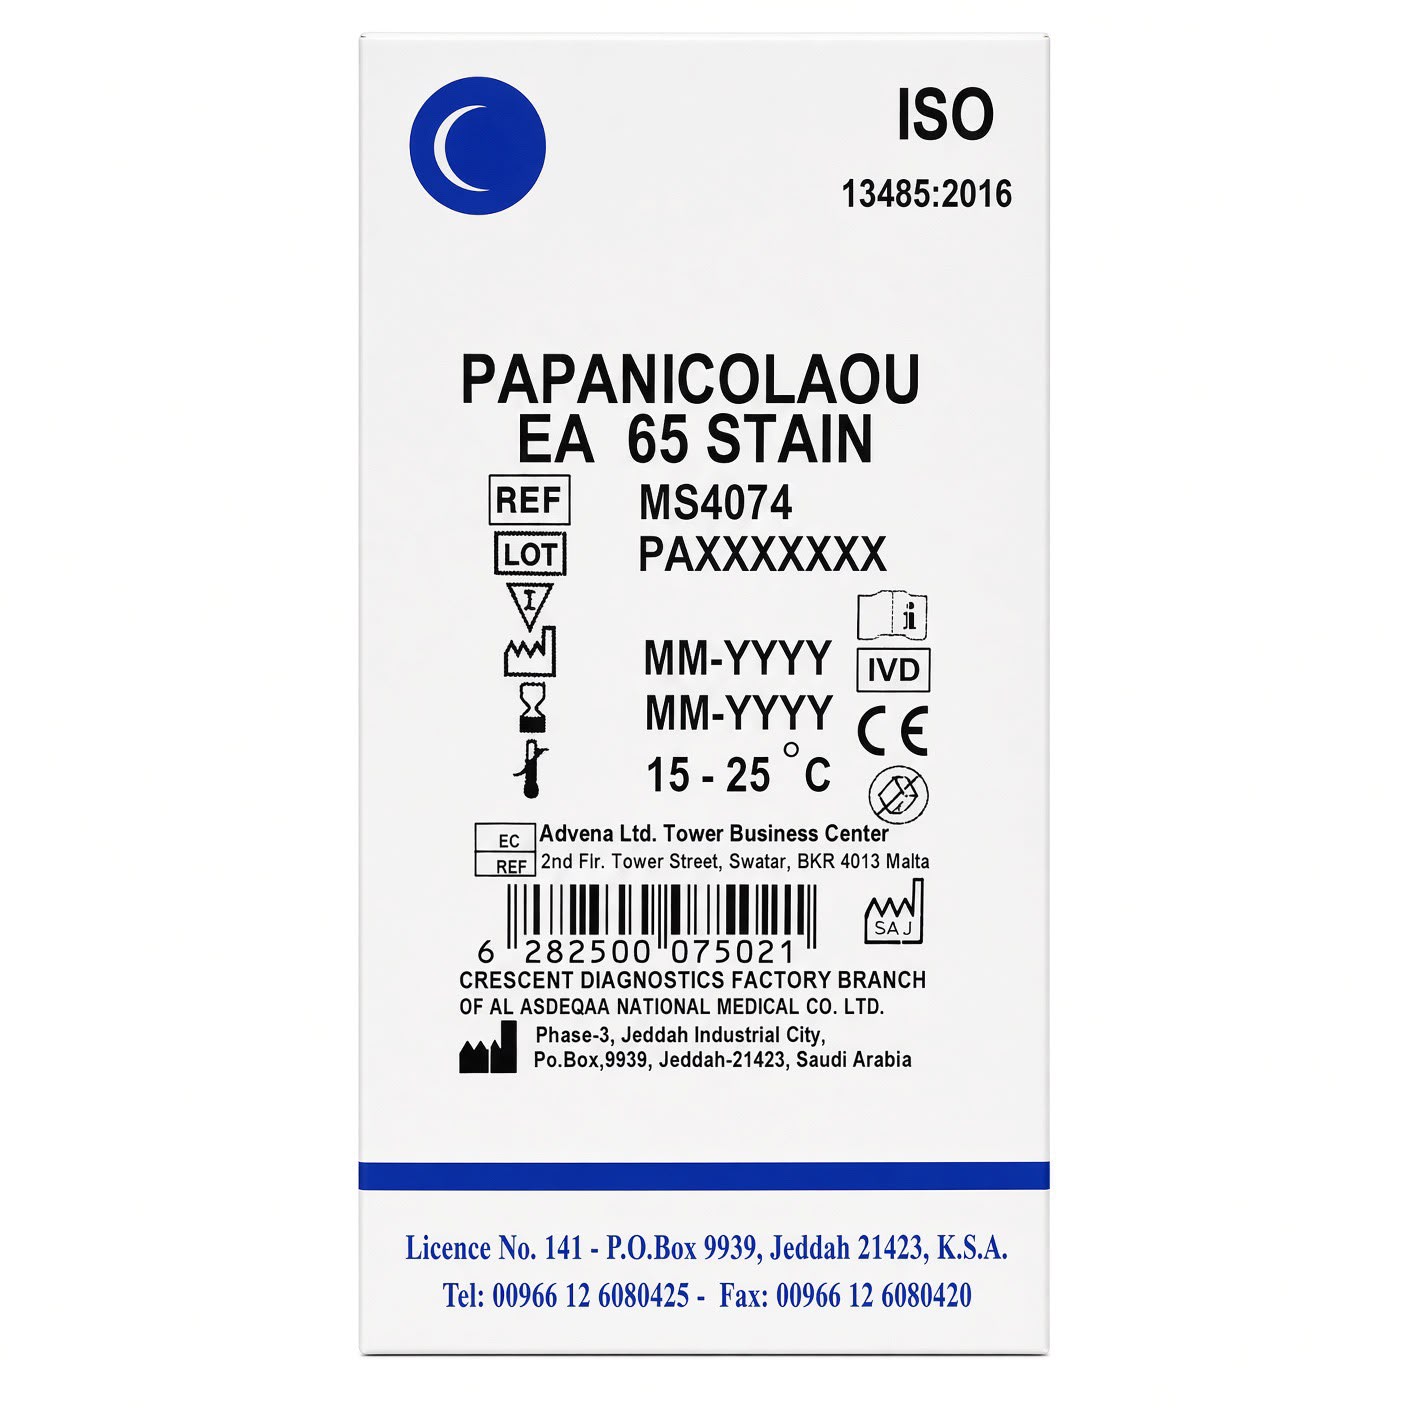 ISO
13485:2016
PAPANICOLAOU
EA 65 STAIN
REF MS4074
LOT PAXXXXXXX
I
i
MM-YYYY
IVD
MM-YYYY
CE
15 - 25 °C
EC Advena Ltd. Tower Business Center
REF 2nd Flr. Tower Street, Swatar, BKR 4013 Malta
SAJ
6 282500 075021
CRESCENT DIAGNOSTICS FACTORY BRANCH
OF AL ASDEQAA NATIONAL MEDICAL CO. LTD.
Phase-3, Jeddah Industrial City,
Po.Box,9939, Jeddah-21423, Saudi Arabia
Licence No. 141 - P.O.Box 9939, Jeddah 21423, K.S.A.
Tel: 00966 12 6080425 - Fax: 00966 12 6080420